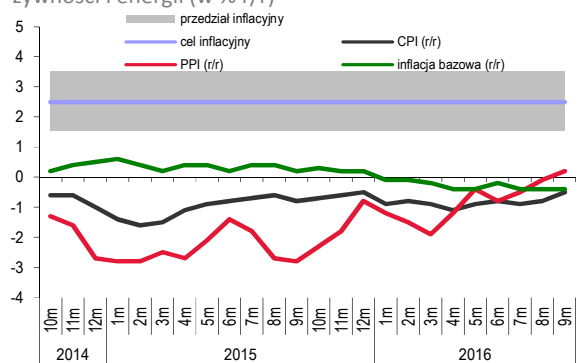 żywności i energii (w % r/r)
przedział inflacyjny
cel inflacyjny
CPI (r/r)
PPI (r/r)
inflacja bazowa (r/r)
5
4
3
2
1
0
-1
-2
-3
-4
10m 11m 12m 1m 2m 3m 4m 5m 6m 7m 8m 9m 10m 11m 12m 1m 2m 3m 4m 5m 6m 7m 8m 9m
2014 2015 2016